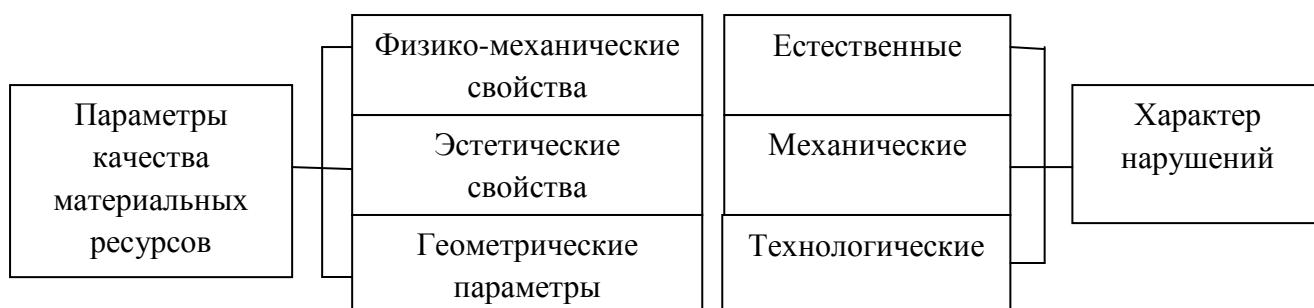 Параметры
качества
материальных
ресурсов
Физико-механические
свойства
Эстетические
свойства
Геометрические
параметры
Естественные
Механические
Технологические
Характер
нарушений